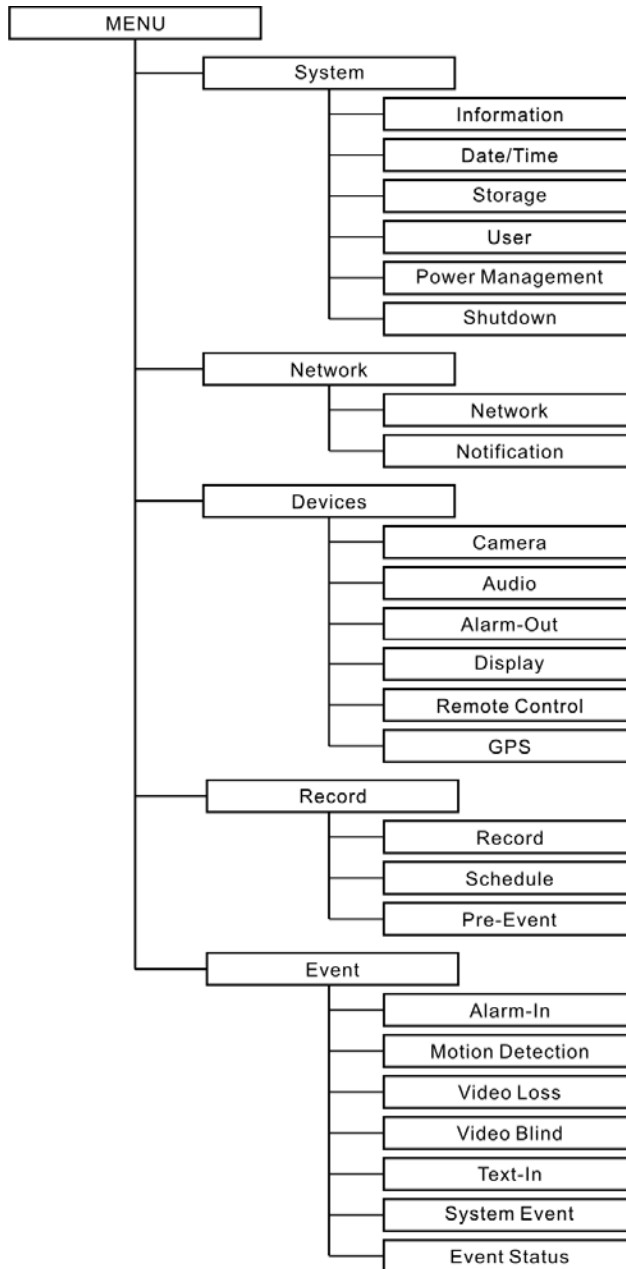 MENU
System
Information
Date/Time
Storage
User
Power Management
Shutdown
Network
Network
Notification
Devices
Camera
Audio
Alarm-Out
Display
Remote Control
GPS
Record
Record
Schedule
Pre-Event
Event
Alarm-In
Motion Detection
Video Loss
Video Blind
Text-In
System Event
Event Status